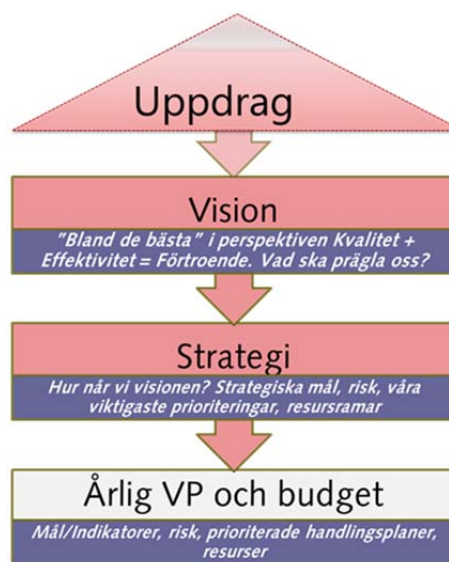 Uppdrag
Vision
"Bland de bästa" i perspektiven Kvalitet +
Effektivitet = Förtroende. Vad ska prägla oss?
Strategi
Hur når vi visionen? Strategiska mål, risk, våra
viktigaste prioriteringar, resursramar
Årlig VP och budget
Mål/Indikatorer, risk, prioriterade handlingsplaner,
resurser